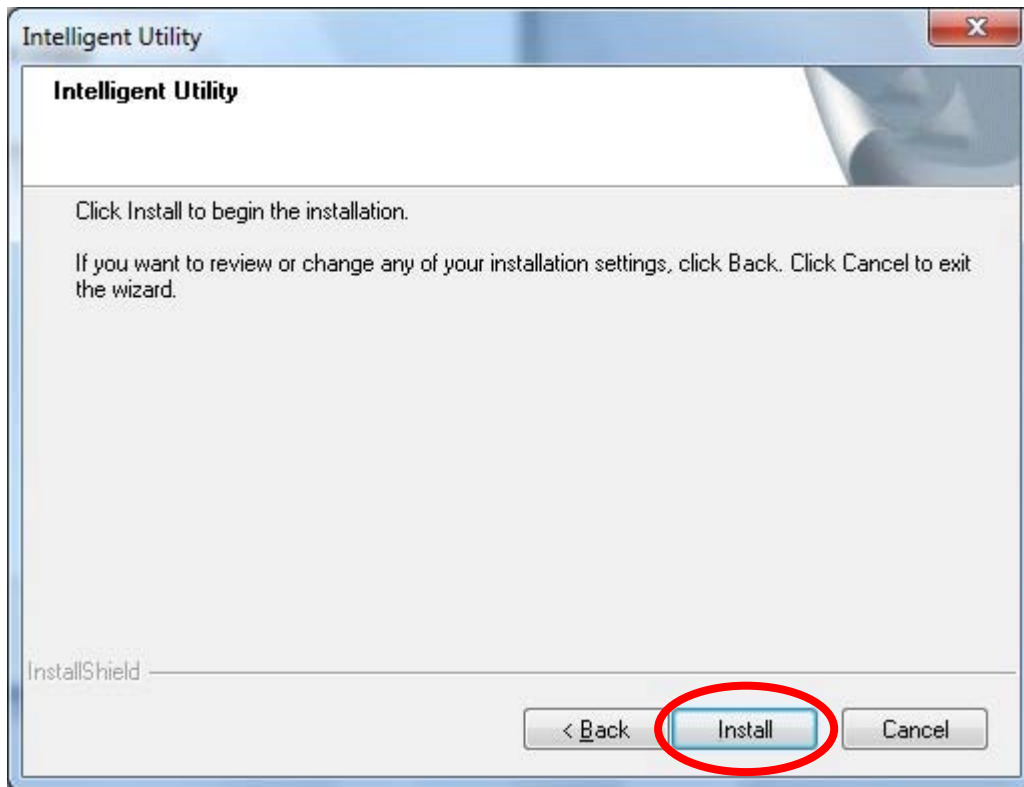 Intelligent Utility
Intelligent Utility
Click Install to begin the installation.
If you want to review or change any of your installation settings, click Back. Click Cancel to exit
the wizard.
InstallShield
< Back Install Cancel